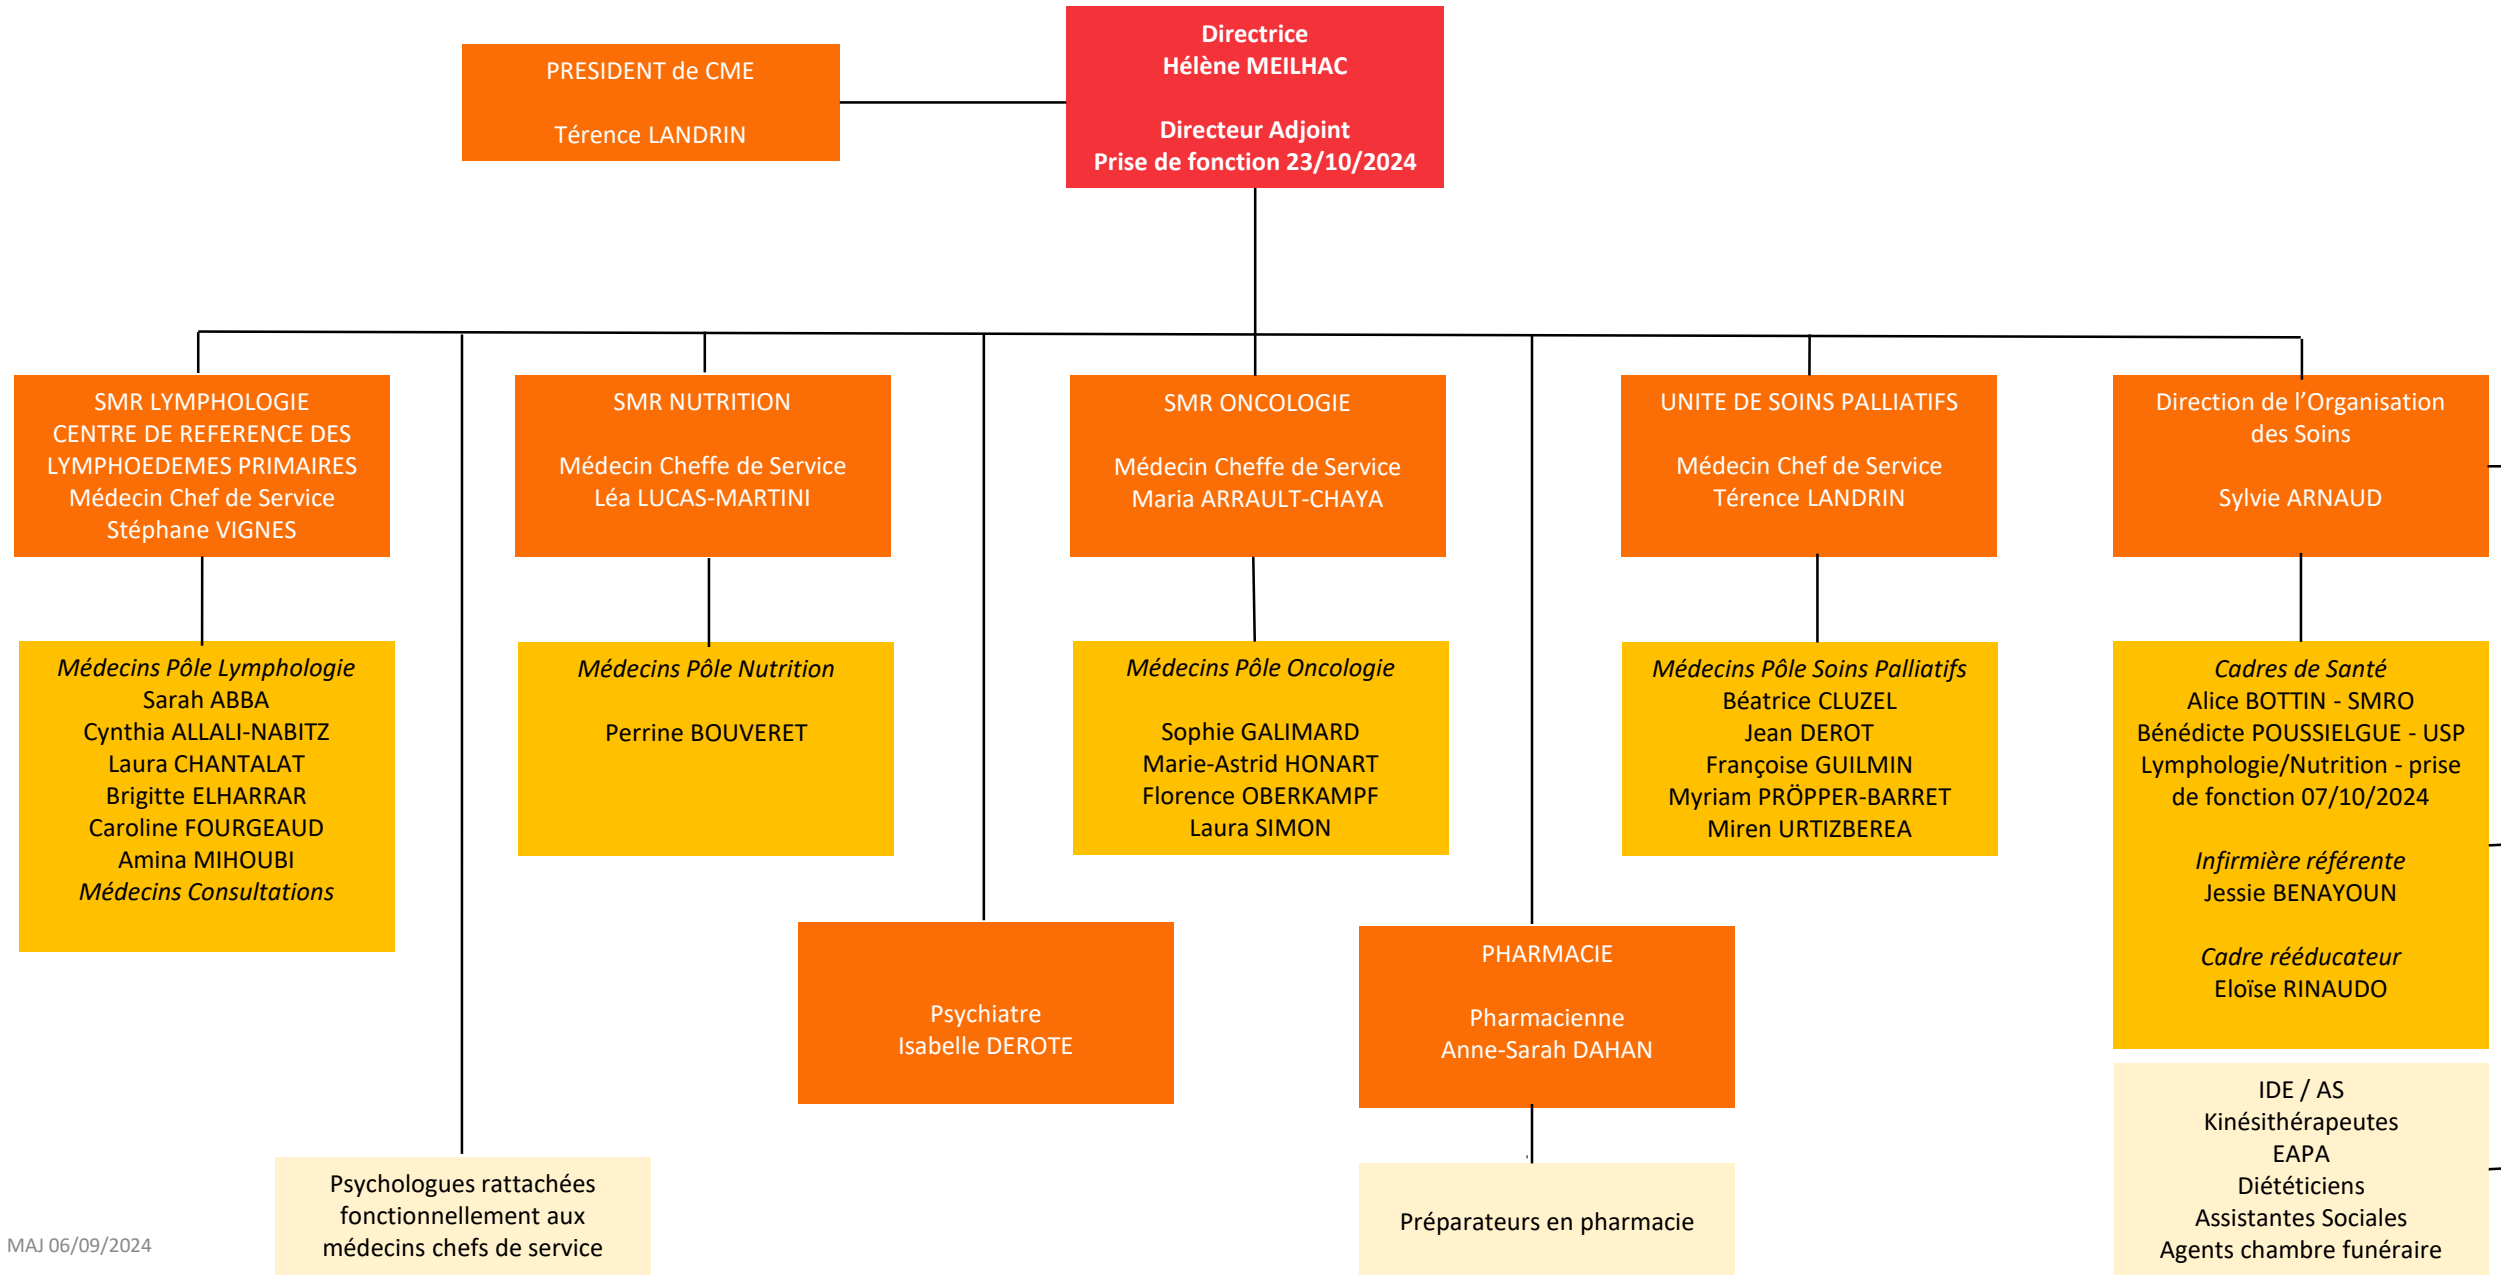 PRESIDENT de CME
Térence LANDRIN
Directrice
Hélène MEILHAC
Directeur Adjoint
Prise de fonction 23/10/2024
SMR LYMPHOLOGIE
CENTRE DE REFERENCE DES
LYMPHOEDEMES PRIMAIRES
Médecin Chef de Service
Stéphane VIGNES
SMR NUTRITION
Médecin Cheffe de Service
Léa LUCAS-MARTINI
SMR ONCOLOGIE
Médecin Cheffe de Service
Maria ARRAULT-CHAYA
UNITE DE SOINS PALLIATIFS
Médecin Chef de Service
Térence LANDRIN
Direction de l’Organisation
des Soins
Sylvie ARNAUD
Médecins Pôle Lymphologie
Sarah ABBA
Cynthia ALLALI-NABITZ
Laura CHANTALAT
Brigitte ELHARRAR
Caroline FOURGEAUD
Amina MIHOUBI
Médecins Consultations
Médecins Pôle Nutrition
Perrine BOUVERET
Médecins Pôle Oncologie
Sophie GALIMARD
Marie-Astrid HONART
Florence OBERKAMPF
Laura SIMON
Médecins Pôle Soins Palliatifs
Béatrice CLUZEL
Jean DEROT
Françoise GUILMIN
Myriam PRÖPPER-BARRET
Miren URTIZBEREA
Cadres de Santé
Alice BOTTIN - SMRO
Bénédicte POUSSIELGUE - USP
Lymphologie/Nutrition - prise
de fonction 07/10/2024
Infirmière référente
Jessie BENAYOUN
Cadre rééducateur
Eloïse RINAUDO
Psychiatre
Isabelle DEROTE
PHARMACIE
Pharmacienne
Anne-Sarah DAHAN
IDE / AS
Kinésithérapeutes
EAPA
Diététiciens
Assistantes Sociales
Agents chambre funéraire
Psychologues rattachées
fonctionnellement aux
médecins chefs de service
Préparateurs en pharmacie
MAJ 06/09/2024